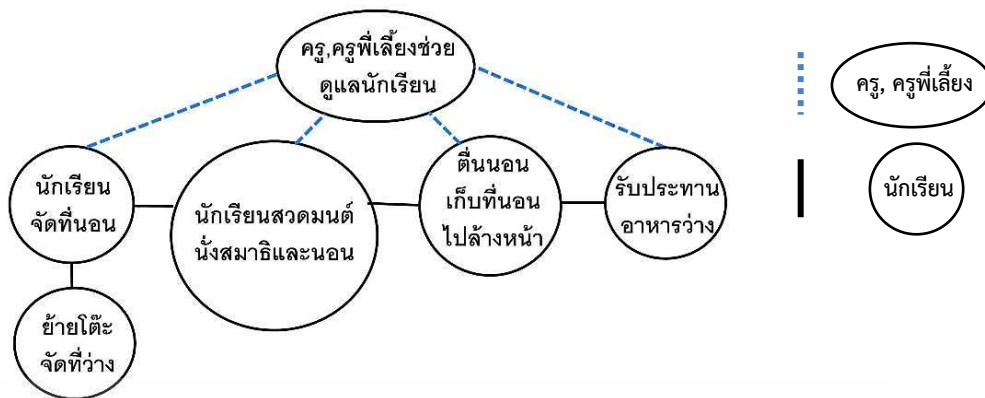 ครู,ครูพี่เลี้ยงช่วย
ดูแลนักเรียน
นักเรียน
จัดที่นอน
นักเรียนสวดมนต์
นั่งสมาธิและนอน
ตื่นนอน
เก็บที่นอน
ไปล้างหน้า
รับประทาน
อาหารว่าง
ย้ายโต๊ะ
จัดที่ว่าง
ครู, ครูพี่เลี้ยง
นักเรียน